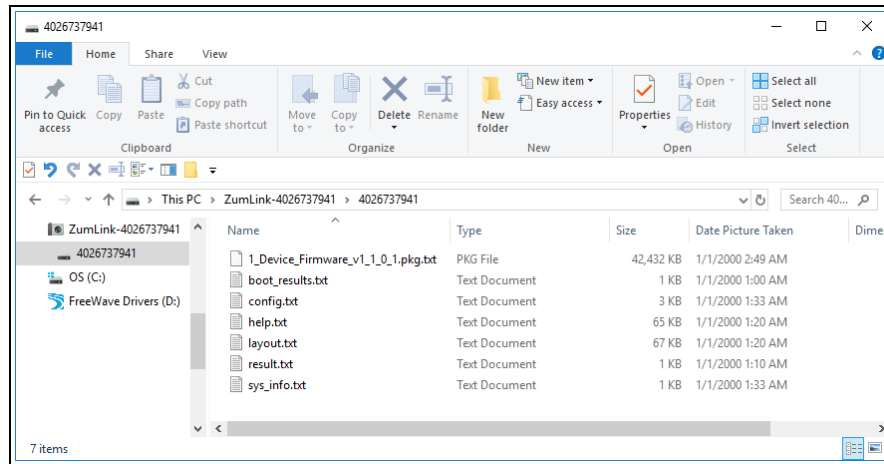 4026737941
File Home Share View
Pin to Quick access
Copy
Paste
Cut
Copy path
Paste shortcut
Clipboard
Move to
Copy to
Delete
Rename
Organize
New folder
New item
Easy access
New
Properties
Open
Edit
History
Open
Select all
Select none
Invert selection
Select
This PC > ZumLink-4026737941 > 4026737941
Search 40...
ZumLink-4026737941
4026737941
OS (C:)
FreeWave Drivers (D:)
Name Type Size Date Picture Taken Dime
1_Device_Firmware_v1_1_0_1.pkg.txt PKG File 42,432 KB 1/1/2000 2:49 AM
boot_results.txt Text Document 1 KB 1/1/2000 1:00 AM
config.txt Text Document 3 KB 1/1/2000 1:33 AM
help.txt Text Document 65 KB 1/1/2000 1:20 AM
layout.txt Text Document 67 KB 1/1/2000 1:20 AM
result.txt Text Document 1 KB 1/1/2000 1:10 AM
sys_info.txt Text Document 1 KB 1/1/2000 1:33 AM
7 items